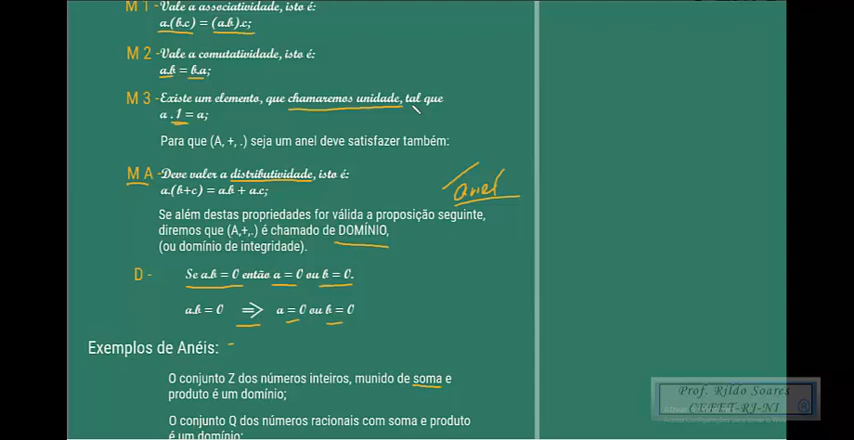 M 1 -Vale a associatividade, isto é:
a.(b.c) = (a.b).c;
M 2 -Vale a comutatividade, isto é:
a.b = b.a;
M 3 -Existe um elemento, que chamaremos unidade, tal que
a . 1 = a;
Para que (A, +, .) seja um anel deve satisfazer também:
M A -Deve valer a distributividade, isto é:
a.(b+c) = a.b + a.c;
anel
Se além destas propriedades for válida a proposição seguinte,
diremos que (A,+,.) é chamado de DOMÍNIO,
(ou domínio de integridade).
D - Se a.b = 0 então a = 0 ou b = 0.
a.b = 0 ⇒ a = 0 ou b = 0
Exemplos de Anéis:
O conjunto Z dos números inteiros, munido de soma e
produto é um domínio;
Prof. Rildo Soares
CEFET-RJ-NI
O conjunto Q dos números racionais com soma e produto
é um domínio;